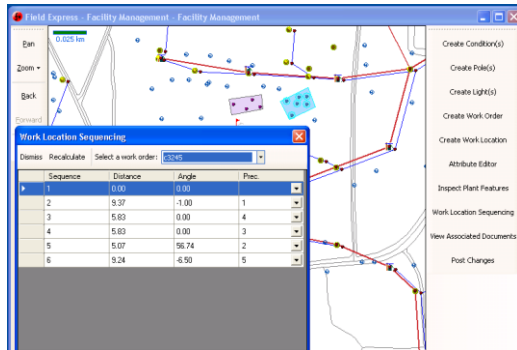 Field Express - Facility Management - Facility Management
Pan
Zoom
Back
Forward
0.025 km
Create Condition(s)
Create Pole(s)
Create Light(s)
Create Work Order
Create Work Location
Attribute Editor
Inspect Plant Features
Work Location Sequencing
View Associated Documents
Post Changes
Work Location Sequencing
Dismiss Recalculate Select a work order: c3245
Sequence Distance Angle Prec.
1 0.00 0.00
2 9.37 -1.00 1
3 5.83 0.00 4
4 5.83 0.00 3
5 5.07 56.74 2
6 9.24 -6.50 5